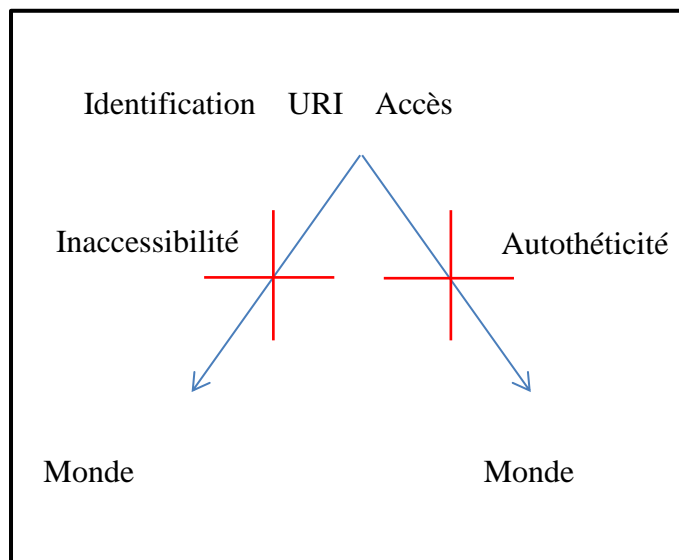 Identification URI Accès
Inaccessibilité Autothéticité
Monde Monde